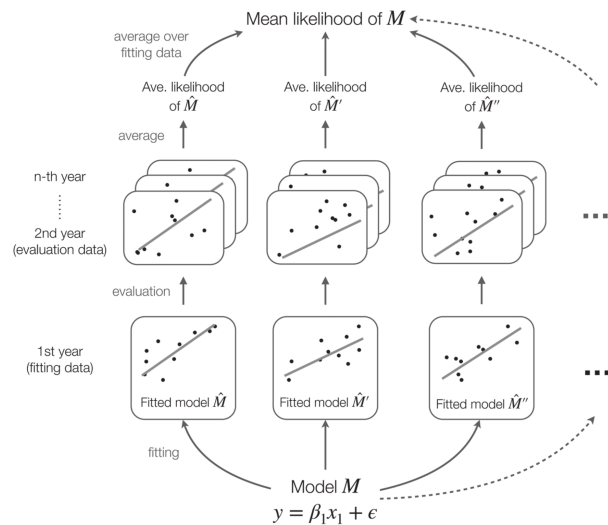 Mean likelihood of M
average over
fitting data
Ave. likelihood
of M̂
Ave. likelihood
of M̂′
Ave. likelihood
of M̂″
average
n-th year
2nd year
(evaluation data)
evaluation
1st year
(fitting data)
Fitted model M̂
Fitted model M̂′
Fitted model M̂″
fitting
Model M
y = β₁x₁ + ϵ